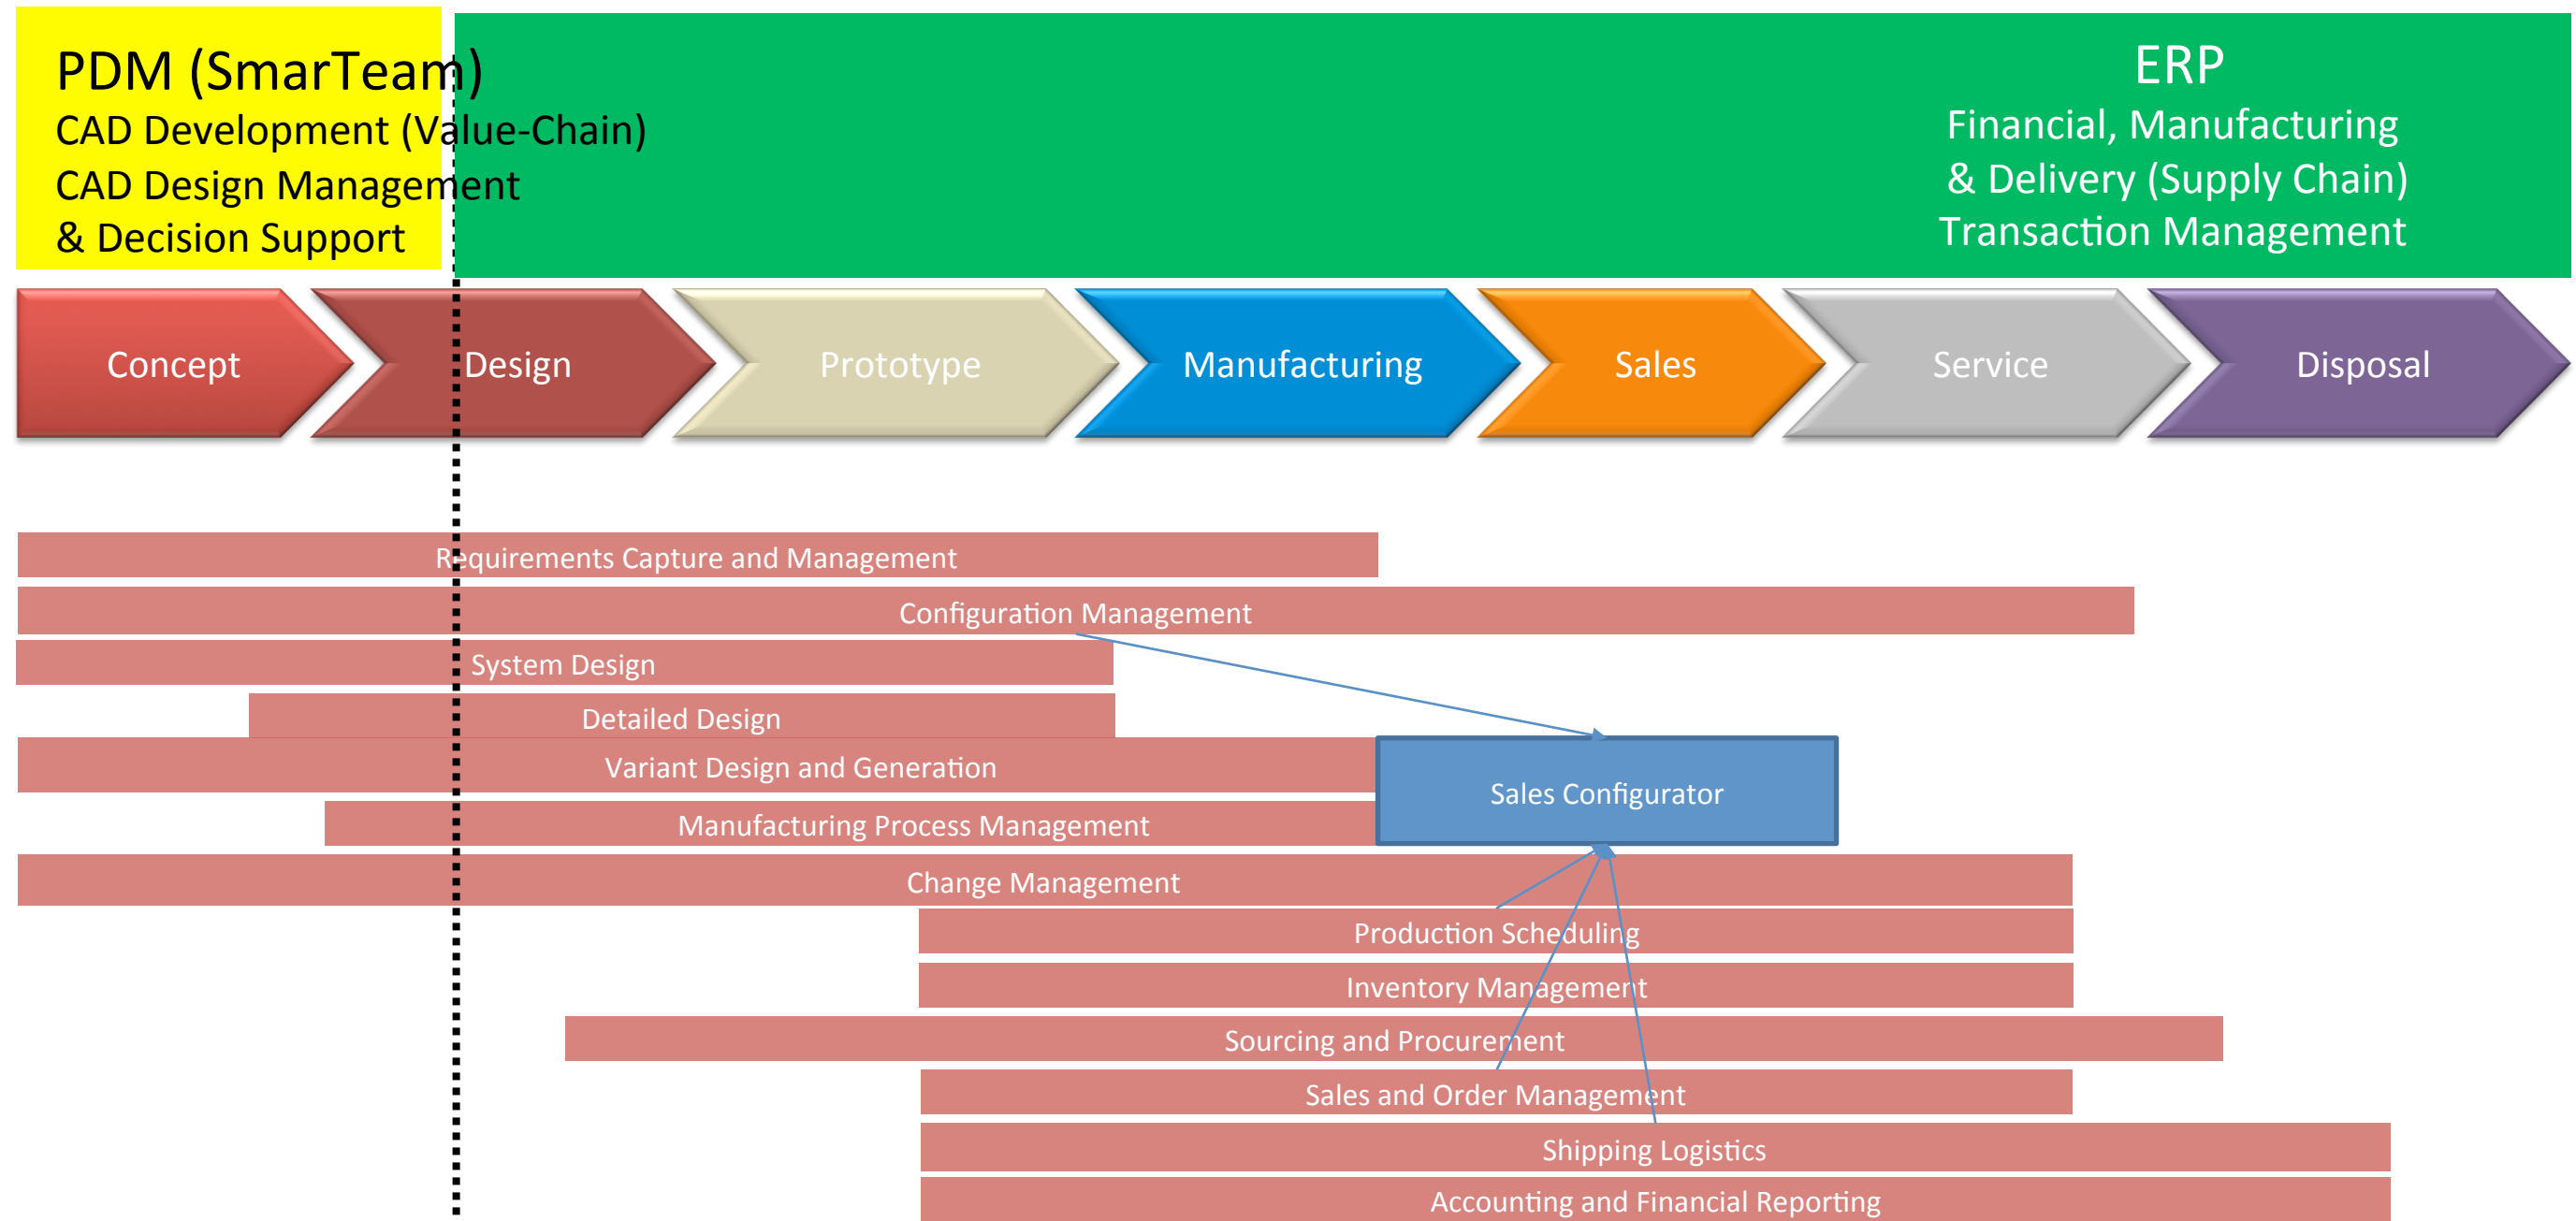 PDM (SmarTeam)
CAD Development (Value-Chain)
CAD Design Management
& Decision Support
ERP
Financial, Manufacturing
& Delivery (Supply Chain)
Transaction Management
Concept
Design
Prototype
Manufacturing
Sales
Service
Disposal
Requirements Capture and Management
Configuration Management
System Design
Detailed Design
Variant Design and Generation
Sales Configurator
Manufacturing Process Management
Change Management
Production Scheduling
Inventory Management
Sourcing and Procurement
Sales and Order Management
Shipping Logistics
Accounting and Financial Reporting